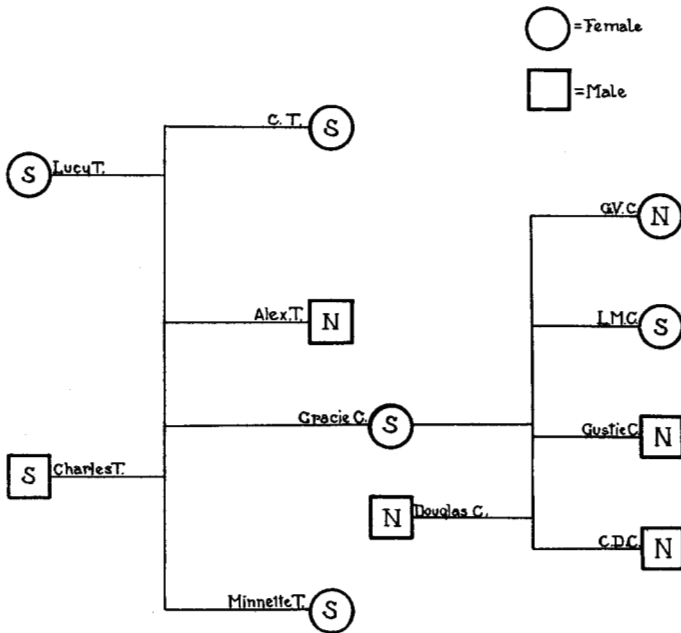 =Female
=Male
C. T. S
S Lucy T.
G.V.C. N
Alex. T. N
L.M.C. S
Gracie C. S
Gustie C. N
S Charles T.
N Douglas C.
C.D.C. N
Minnette T. S